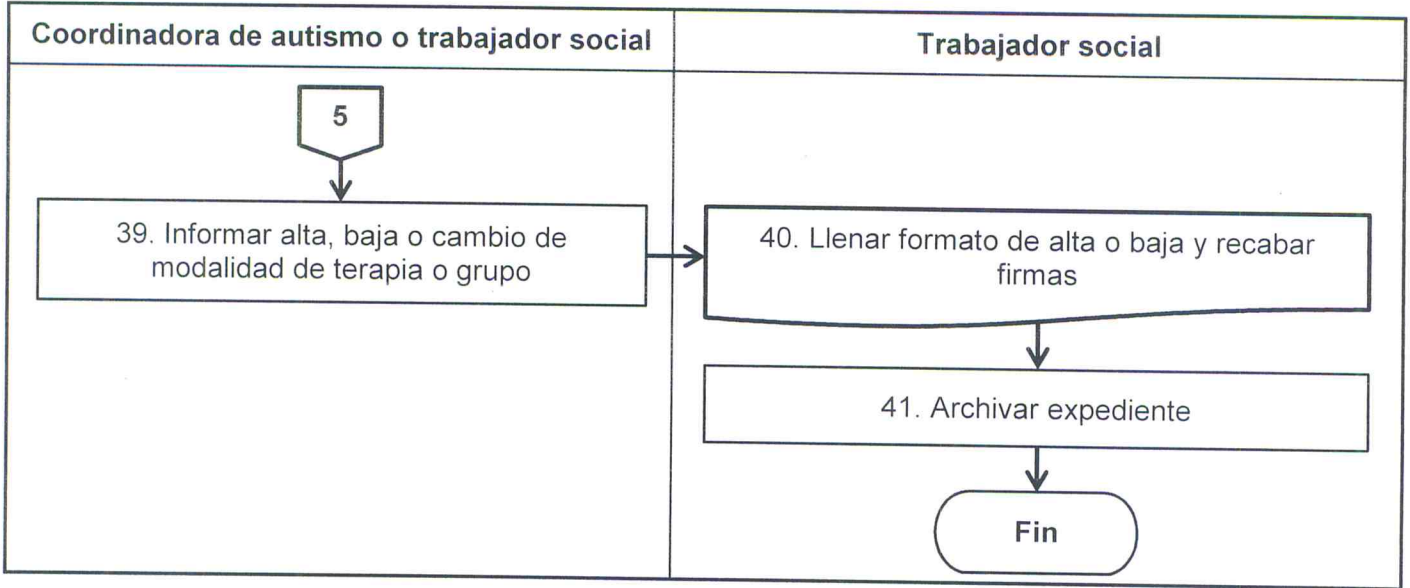 Coordinadora de autismo o trabajador social
Trabajador social
5
39. Informar alta, baja o cambio de
modalidad de terapia o grupo
40. Llenar formato de alta o baja y recabar
firmas
41. Archivar expediente
Fin